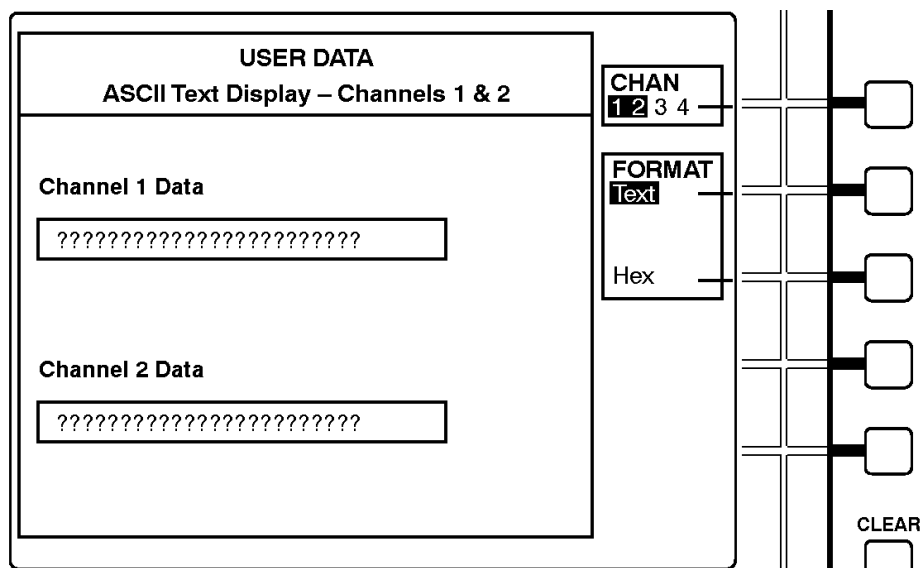 USER DATA
ASCII Text Display – Channels 1 & 2
Channel 1 Data
????????????????????????
Channel 2 Data
????????????????????????
CHAN
1 2 3 4
FORMAT
Text
Hex
CLEAR